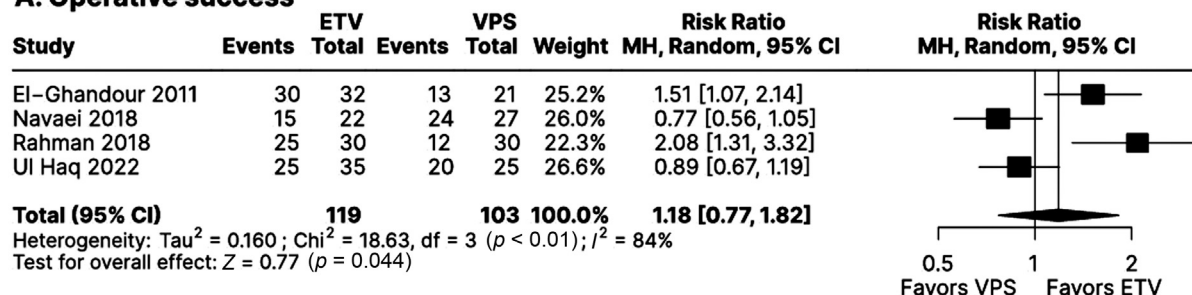 A. Operative success
ETV VPS Risk Ratio Risk Ratio
Study Events Total Events Total Weight MH, Random, 95% CI MH, Random, 95% CI
El-Ghandour 2011 30 32 13 21 25.2% 1.51 [1.07, 2.14]
Navaei 2018 15 22 24 27 26.0% 0.77 [0.56, 1.05]
Rahman 2018 25 30 12 30 22.3% 2.08 [1.31, 3.32]
Ul Haq 2022 25 35 20 25 26.6% 0.89 [0.67, 1.19]
Total (95% CI) 119 103 100.0% 1.18 [0.77, 1.82]
Heterogeneity: Tau² = 0.160 ; Chi² = 18.63, df = 3 (p < 0.01) ; I² = 84%
Test for overall effect: Z = 0.77 (p = 0.044)
0.5 1 2
Favors VPS Favors ETV